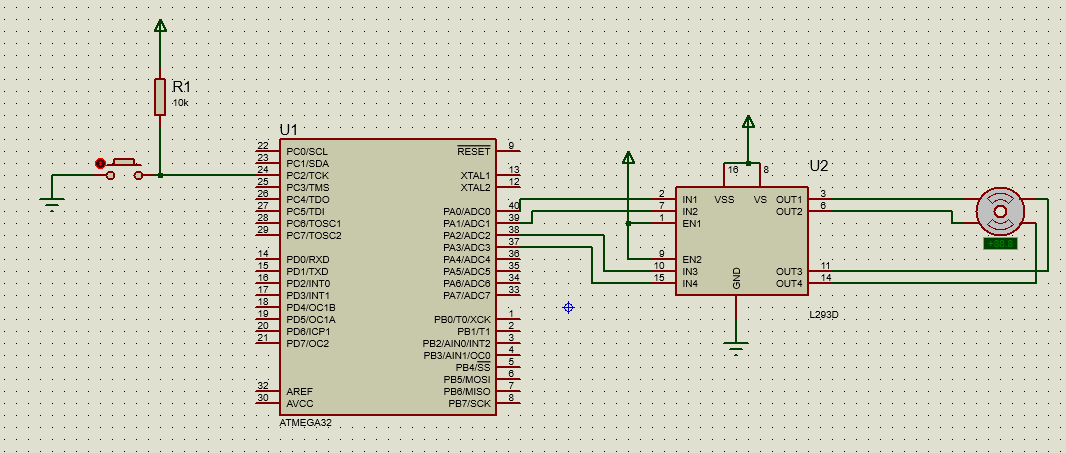 R1
10k
U1
22 PC0/SCL
23 PC1/SDA
24 PC2/TCK
25 PC3/TMS
26 PC4/TDO
27 PC5/TDI
28 PC6/TOSC1
29 PC7/TOSC2
14 PD0/RXD
15 PD1/TXD
16 PD2/INT0
17 PD3/INT1
18 PD4/OC1B
19 PD5/OC1A
20 PD6/ICP1
21 PD7/OC2
32 AREF
30 AVCC
RESET 9
XTAL1 13
XTAL2 12
PA0/ADC0 40
PA1/ADC1 39
PA2/ADC2 38
PA3/ADC3 37
PA4/ADC4 36
PA5/ADC5 35
PA6/ADC6 34
PA7/ADC7 33
PB0/T0/XCK 1
PB1/T1 2
PB2/AIN0/INT2 3
PB3/AIN1/OC0 4
PB4/SS 5
PB5/MOSI 6
PB6/MISO 7
PB7/SCK 8
ATMEGA32
U2
16 8
VSS VS
2 IN1
7 IN2
1 EN1
9 EN2
10 IN3
15 IN4
GND
OUT1 3
OUT2 6
OUT3 11
OUT4 14
L293D
+88.8